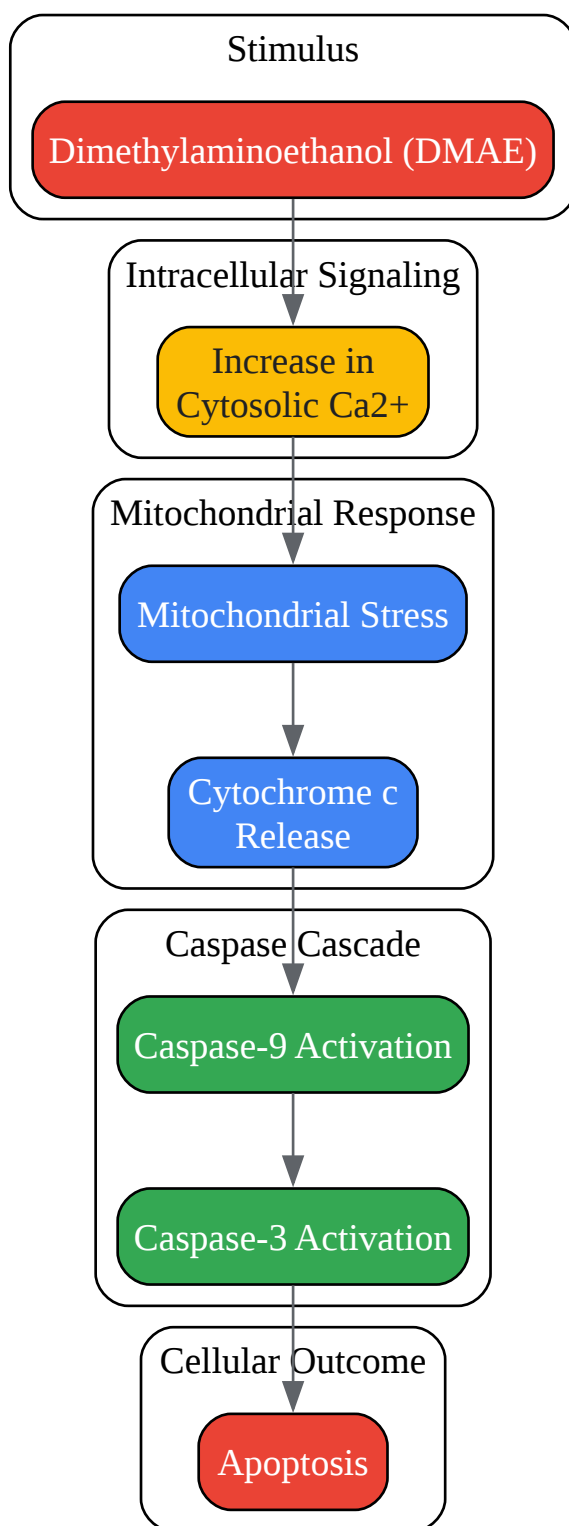 Stimulus
Dimethylaminoethanol (DMAE)
Intracellular Signaling
Increase in
Cytosolic Ca2+
Mitochondrial Response
Mitochondrial Stress
Cytochrome c
Release
Caspase Cascade
Caspase-9 Activation
Caspase-3 Activation
Cellular Outcome
Apoptosis